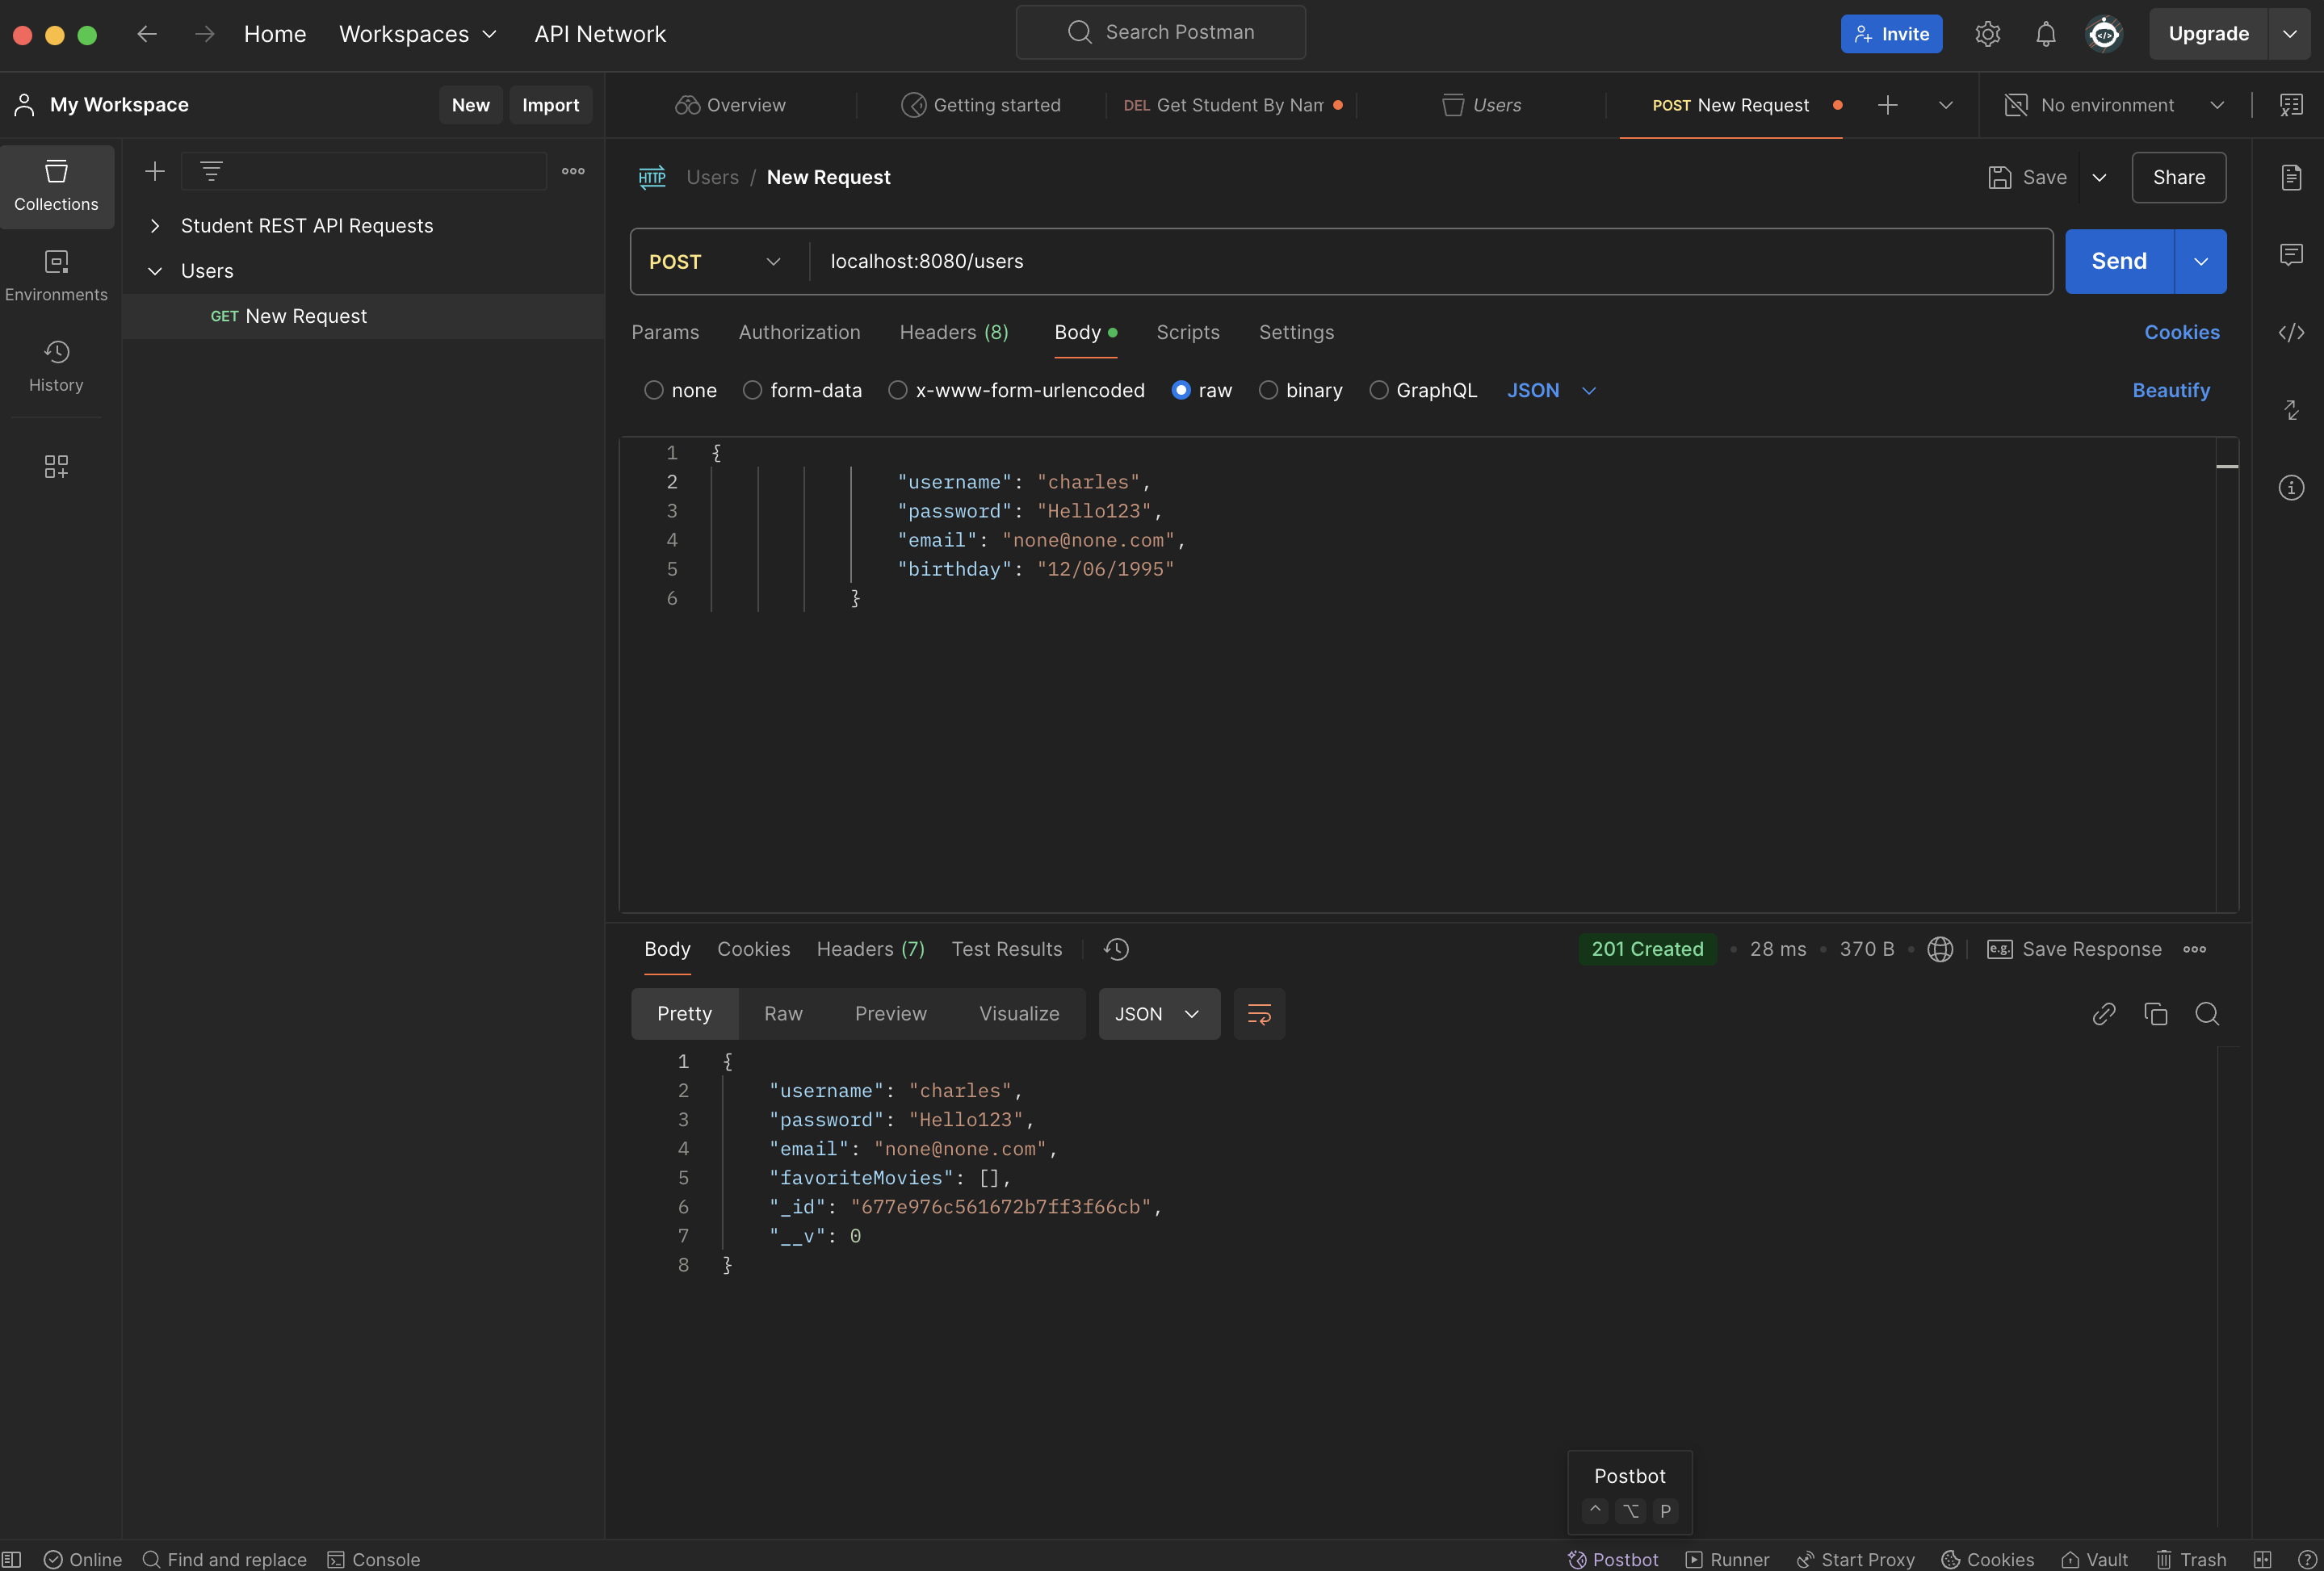 Home Workspaces API Network Search Postman Invite Upgrade
My Workspace New Import Overview Getting started DEL Get Student By Nam Users POST New Request No environment
Collections
Environments
History
Student REST API Requests
Users
GET New Request
HTTP Users / New Request Save Share
POST localhost:8080/users Send
Params Authorization Headers (8) Body Scripts Settings Cookies
none form-data x-www-form-urlencoded raw binary GraphQL JSON Beautify
1 {
2 "username": "charles",
3 "password": "Hello123",
4 "email": "none@none.com",
5 "birthday": "12/06/1995"
6 }
Body Cookies Headers (7) Test Results 201 Created 28 ms 370 B e.g. Save Response
Pretty Raw Preview Visualize JSON
1 {
2 "username": "charles",
3 "password": "Hello123",
4 "email": "none@none.com",
5 "favoriteMovies": [],
6 "_id": "677e976c561672b7ff3f66cb",
7 "__v": 0
8 }
Postbot
^ ⌥ P
Online Find and replace Console Postbot Runner Start Proxy Cookies Vault Trash